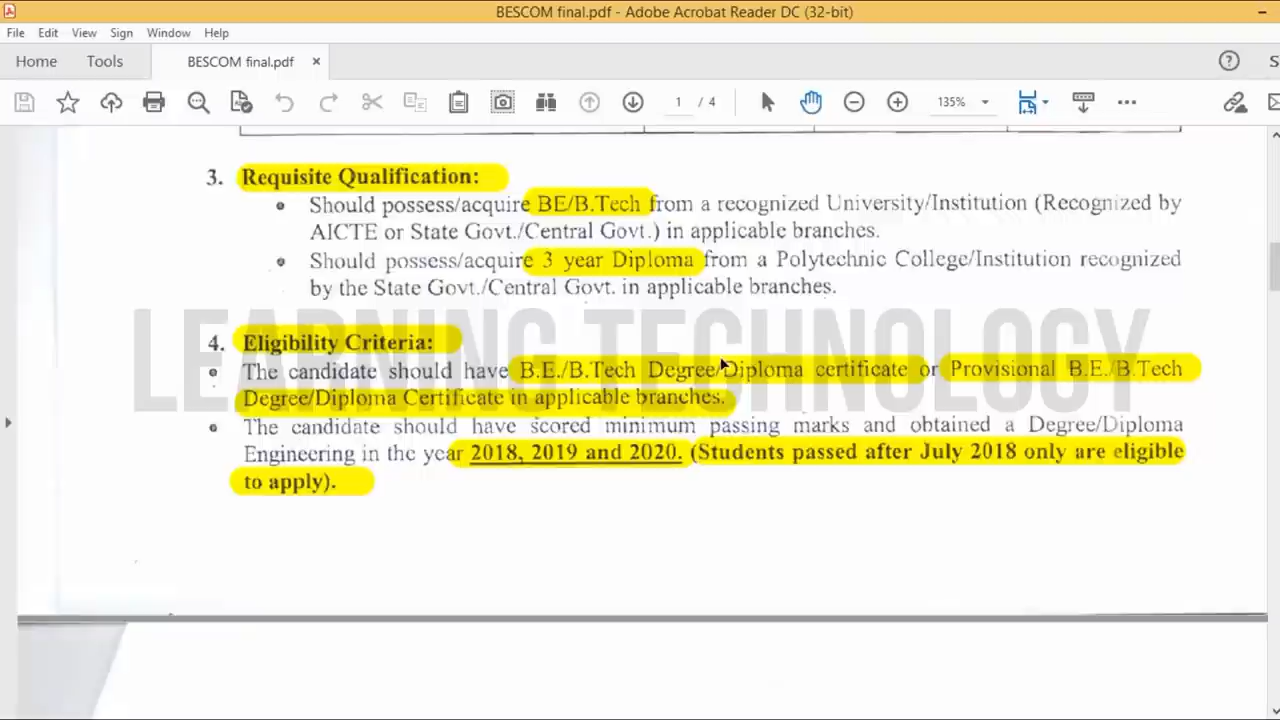 BESCOM final.pdf - Adobe Acrobat Reader DC (32-bit)
File Edit View Sign Window Help
Home Tools BESCOM final.pdf ×
1 / 4 135%
3. Requisite Qualification:
• Should possess/acquire BE/B.Tech from a recognized University/Institution (Recognized by
AICTE or State Govt./Central Govt.) in applicable branches.
• Should possess/acquire 3 year Diploma from a Polytechnic College/Institution recognized
by the State Govt./Central Govt. in applicable branches.
LEARNING TECHNOLOGY
4. Eligibility Criteria:
• The candidate should have B.E./B.Tech Degree/Diploma certificate or Provisional B.E./B.Tech
Degree/Diploma Certificate in applicable branches.
• The candidate should have scored minimum passing marks and obtained a Degree/Diploma
Engineering in the year 2018, 2019 and 2020. (Students passed after July 2018 only are eligible
to apply).